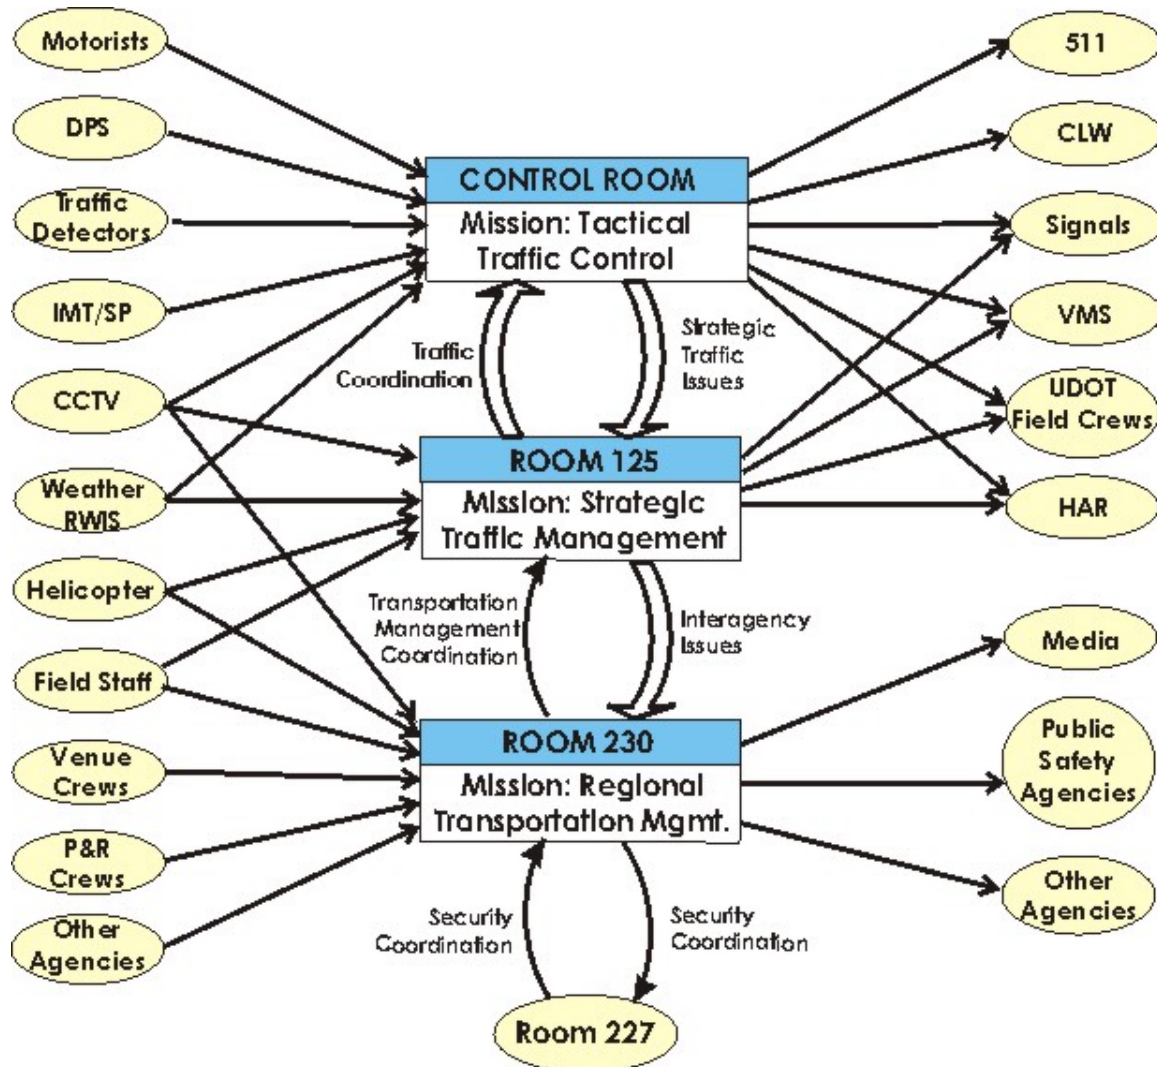 Motorists
DPS
Traffic
Detectors
IMT/SP
CCTV
Weather
RWIS
Helicopter
Field Staff
Venue
Crews
P&R
Crews
Other
Agencies
CONTROL ROOM
Mission: Tactical
Traffic Control
Traffic
Coordination
Strategic
Traffic
Issues
ROOM 125
Mission: Strategic
Traffic Management
Transportation
Management
Coordination
Interagency
Issues
ROOM 230
Mission: Regional
Transportation Mgmt.
Security
Coordination
Security
Coordination
Room 227
511
CLW
Signals
VMS
UDOT
Field Crews
HAR
Media
Public
Safety
Agencies
Other
Agencies